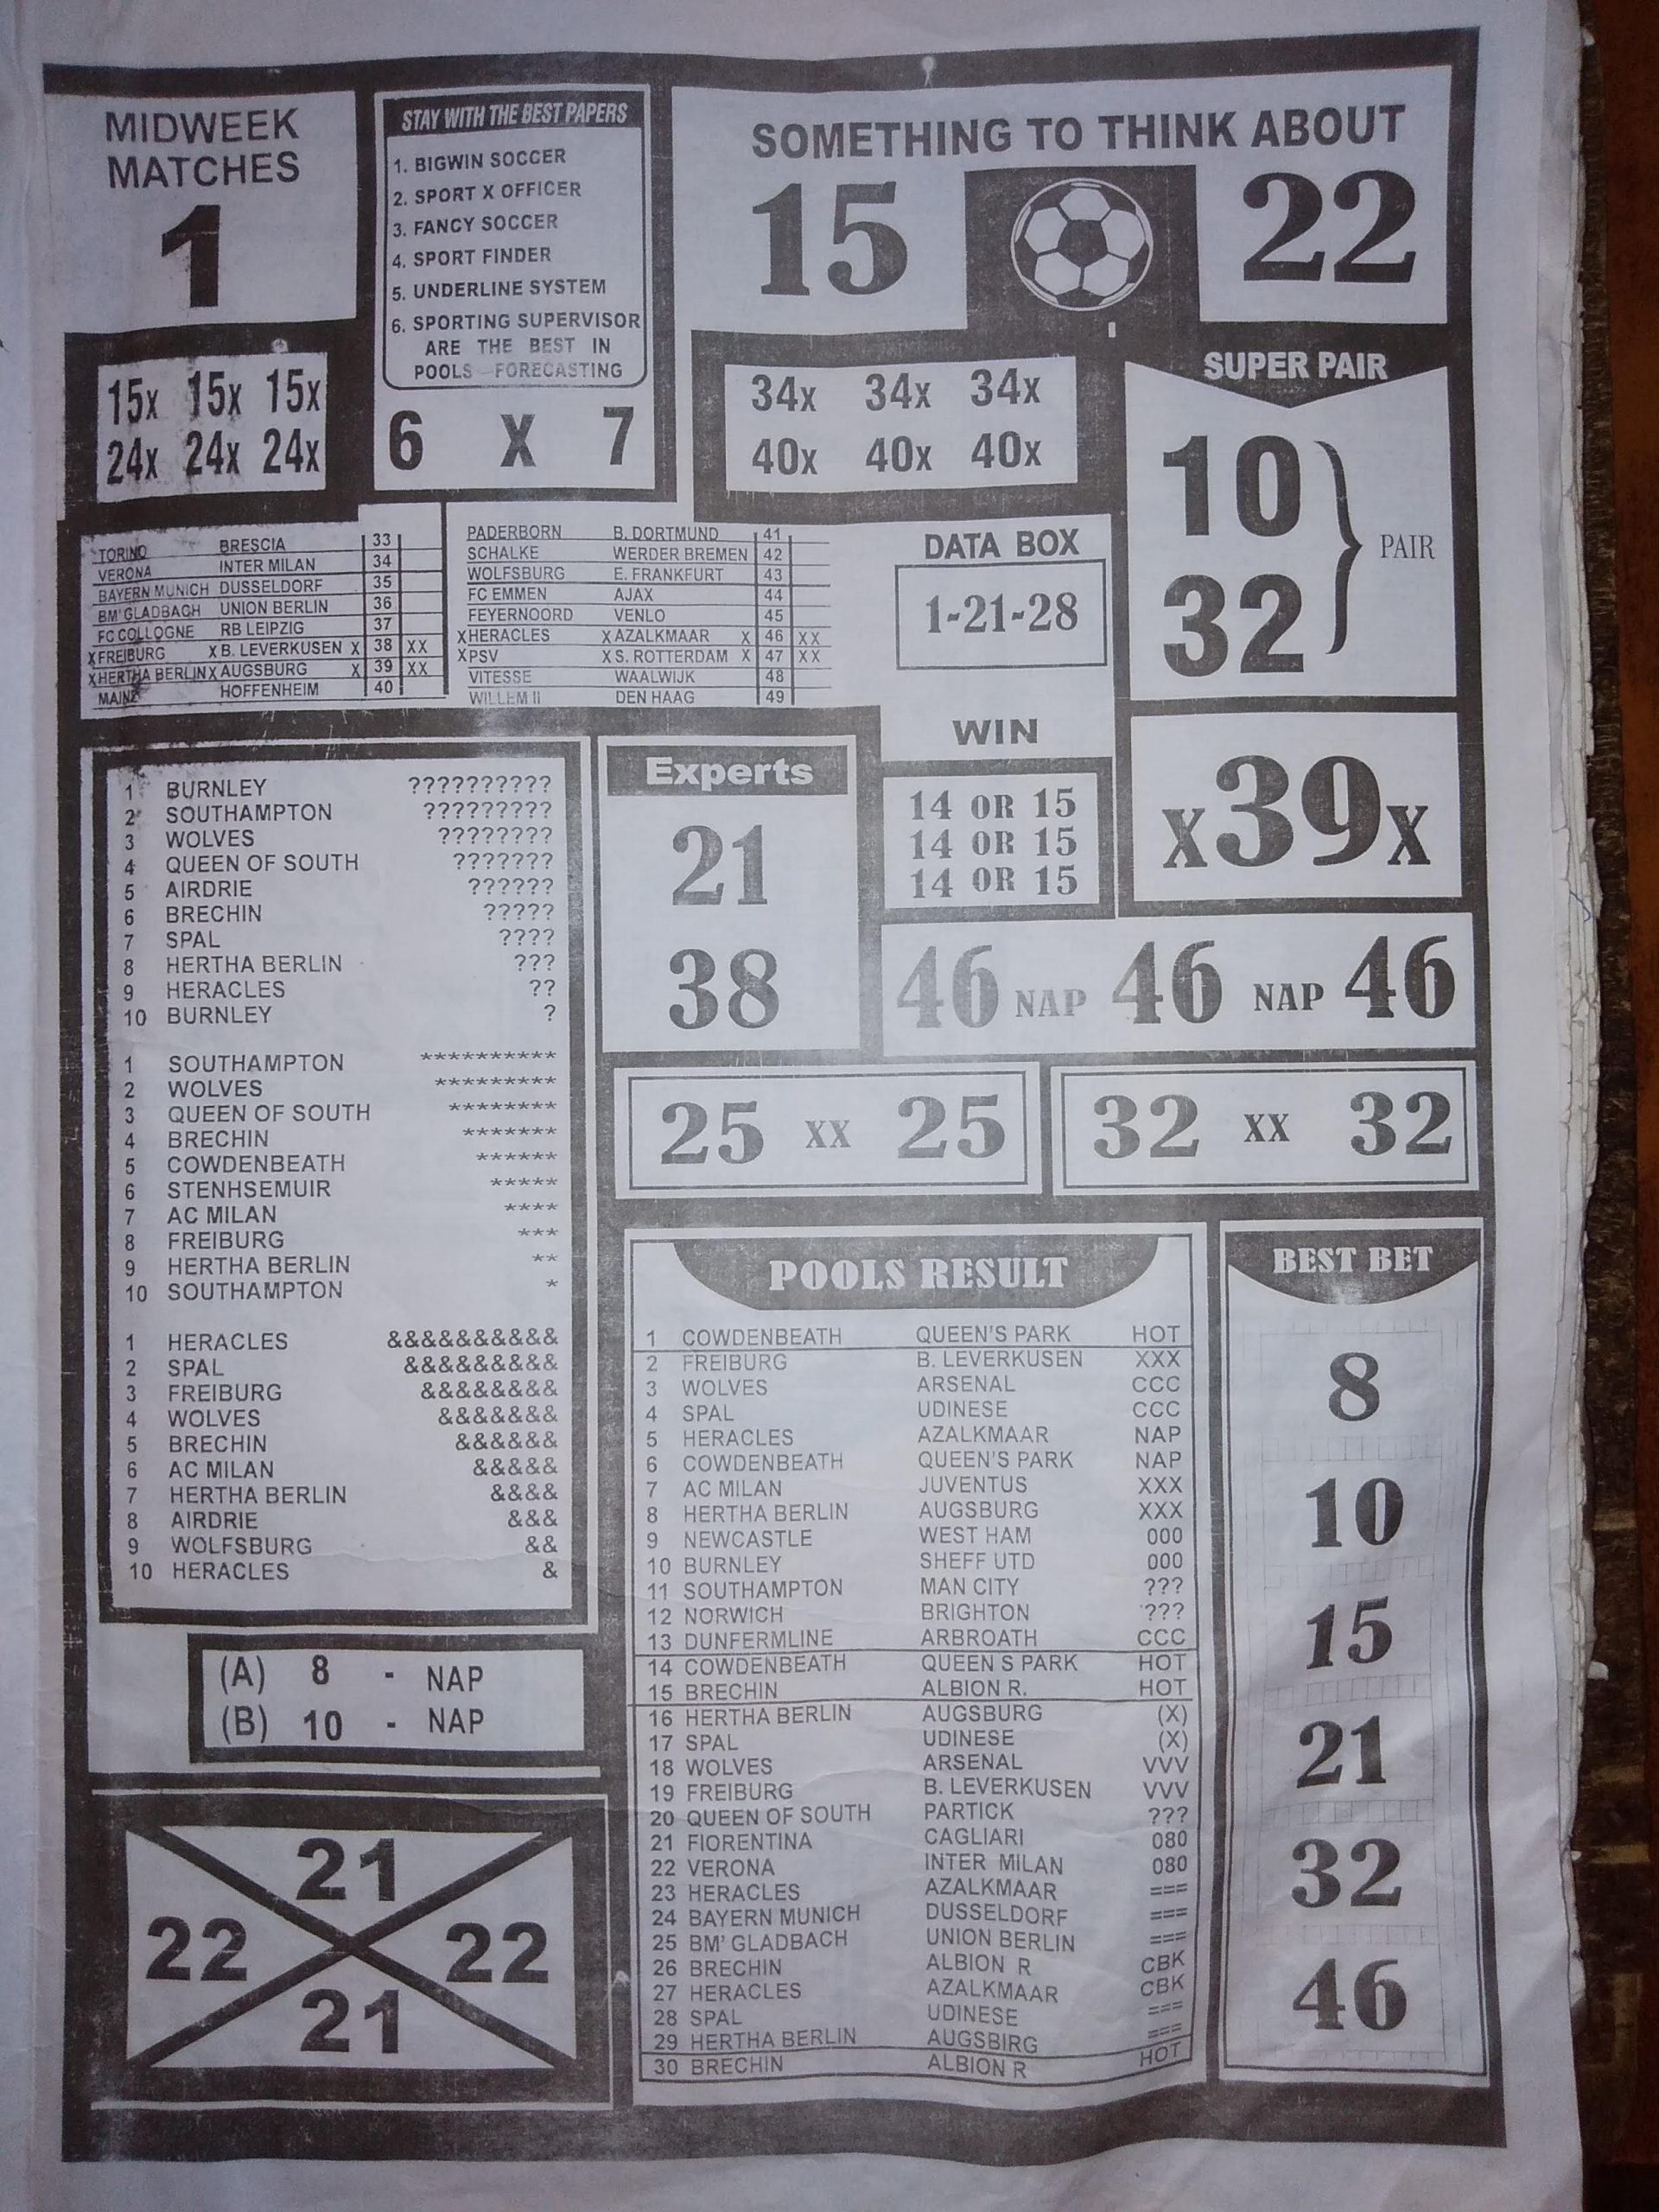 MIDWEEK
MATCHES
1
STAY WITH THE BEST PAPERS
1. BIGWIN SOCCER
2. SPORT X OFFICER
3. FANCY SOCCER
4. SPORT FINDER
5. UNDERLINE SYSTEM
6. SPORTING SUPERVISOR
ARE THE BEST IN
POOLS FORECASTING
6 X 7
SOMETHING TO THINK ABOUT
15 22
15x 15x 15x
24x 24x 24x
34x 34x 34x
40x 40x 40x
SUPER PAIR
10
32
PAIR
TORINO BRESCIA 33
VERONA INTER MILAN 34
BAYERN MUNICH DUSSELDORF 35
BM'GLADBACH UNION BERLIN 36
FC COLLOGNE RB LEIPZIG 37
XFREIBURG X B. LEVERKUSEN X 38 XX
XHERTHA BERLIN X AUGSBURG X 39 XX
MAINZ HOFFENHEIM 40
PADERBORN B. DORTMUND 41
SCHALKE WERDER BREMEN 42
WOLFSBURG E. FRANKFURT 43
FC EMMEN AJAX 44
FEYERNOORD VENLO 45
XHERACLES X AZALKMAAR X 46 XX
XPSV X S. ROTTERDAM X 47 XX
VITESSE WAALWIJK 48
WILLEM II DEN HAAG 49
DATA BOX
1-21-28
WIN
14 OR 15
14 OR 15
14 OR 15
X39X
1 BURNLEY ??????????
2 SOUTHAMPTON ?????????
3 WOLVES ????????
4 QUEEN OF SOUTH ???????
5 AIRDRIE ??????
6 BRECHIN ?????
7 SPAL ????
8 HERTHA BERLIN ???
9 HERACLES ??
10 BURNLEY ?
1 SOUTHAMPTON **********
2 WOLVES *********
3 QUEEN OF SOUTH ********
4 BRECHIN *******
5 COWDENBEATH ******
6 STENHSEMUIR *****
7 AC MILAN ****
8 FREIBURG ***
9 HERTHA BERLIN **
10 SOUTHAMPTON *
1 HERACLES &&&&&&&&&&
2 SPAL &&&&&&&&&
3 FREIBURG &&&&&&&&
4 WOLVES &&&&&&&
5 BRECHIN &&&&&&
6 AC MILAN &&&&&
7 HERTHA BERLIN &&&&
8 AIRDRIE &&&
9 WOLFSBURG &&
10 HERACLES &
Experts
21
38
46 NAP 46 NAP 46
25 XX 25
32 XX 32
(A) 8 - NAP
(B) 10 - NAP
21
22 22
21
POOLS RESULT
1 COWDENBEATH QUEEN'S PARK HOT
2 FREIBURG B. LEVERKUSEN XXX
3 WOLVES ARSENAL CCC
4 SPAL UDINESE CCC
5 HERACLES AZALKMAAR NAP
6 COWDENBEATH QUEEN'S PARK NAP
7 AC MILAN JUVENTUS XXX
8 HERTHA BERLIN AUGSBURG XXX
9 NEWCASTLE WEST HAM 000
10 BURNLEY SHEFF UTD 000
11 SOUTHAMPTON MAN CITY ???
12 NORWICH BRIGHTON ???
13 DUNFERMLINE ARBROATH CCC
14 COWDENBEATH QUEEN S PARK HOT
15 BRECHIN ALBION R. HOT
16 HERTHA BERLIN AUGSBURG (X)
17 SPAL UDINESE (X)
18 WOLVES ARSENAL VVV
19 FREIBURG B. LEVERKUSEN VVV
20 QUEEN OF SOUTH PARTICK ???
21 FIORENTINA CAGLIARI 080
22 VERONA INTER MILAN 080
23 HERACLES AZALKMAAR ===
24 BAYERN MUNICH DUSSELDORF ===
25 BM' GLADBACH UNION BERLIN ===
26 BRECHIN ALBION R CBK
27 HERACLES AZALKMAAR CBK
28 SPAL UDINESE ===
29 HERTHA BERLIN AUGSBIRG ===
30 BRECHIN ALBION R HOT
BEST BET
8
10
15
21
32
46